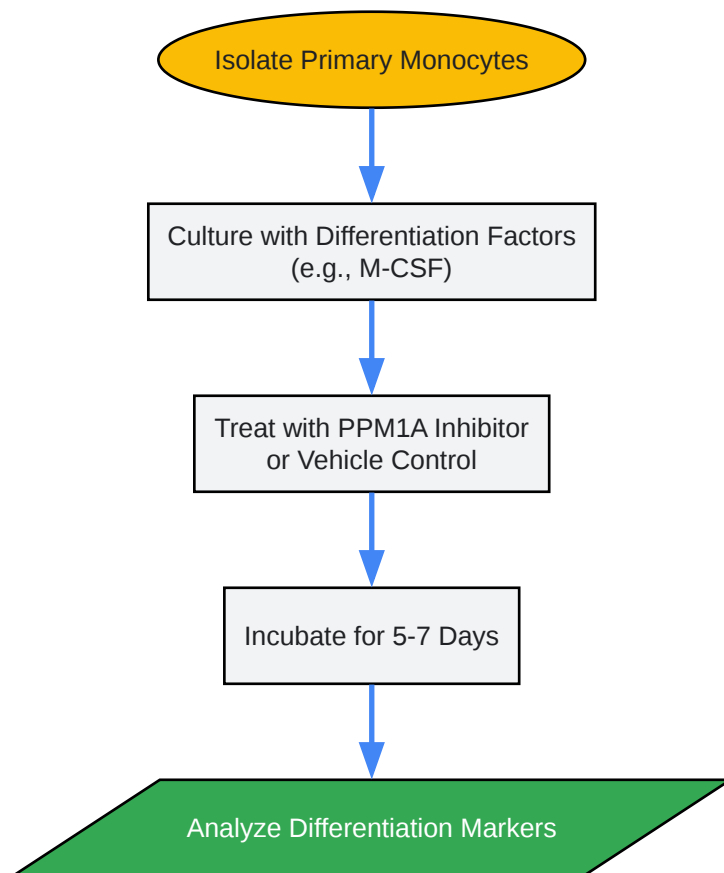 Isolate Primary Monocytes
Culture with Differentiation Factors
(e.g., M-CSF)
Treat with PPM1A Inhibitor
or Vehicle Control
Incubate for 5-7 Days
Analyze Differentiation Markers